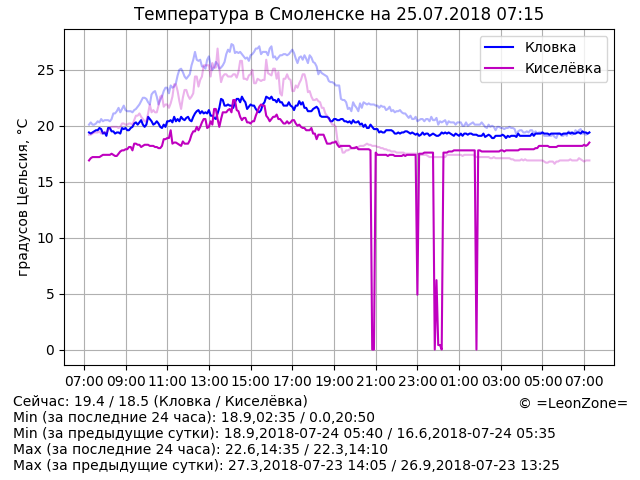 Температура в Смоленске на 25.07.2018 07:15
Кловка
Киселёвка
градусов Цельсия, °C
25
20
15
10
5
0
07:00 09:00 11:00 13:00 15:00 17:00 19:00 21:00 23:00 01:00 03:00 05:00 07:00
Сейчас: 19.4 / 18.5 (Кловка / Киселёвка)
© =LeonZone=
Min (за последние 24 часа): 18.9,02:35 / 0.0,20:50
Min (за предыдущие сутки): 18.9,2018-07-24 05:40 / 16.6,2018-07-24 05:35
Max (за последние 24 часа): 22.6,14:35 / 22.3,14:10
Max (за предыдущие сутки): 27.3,2018-07-23 14:05 / 26.9,2018-07-23 13:25